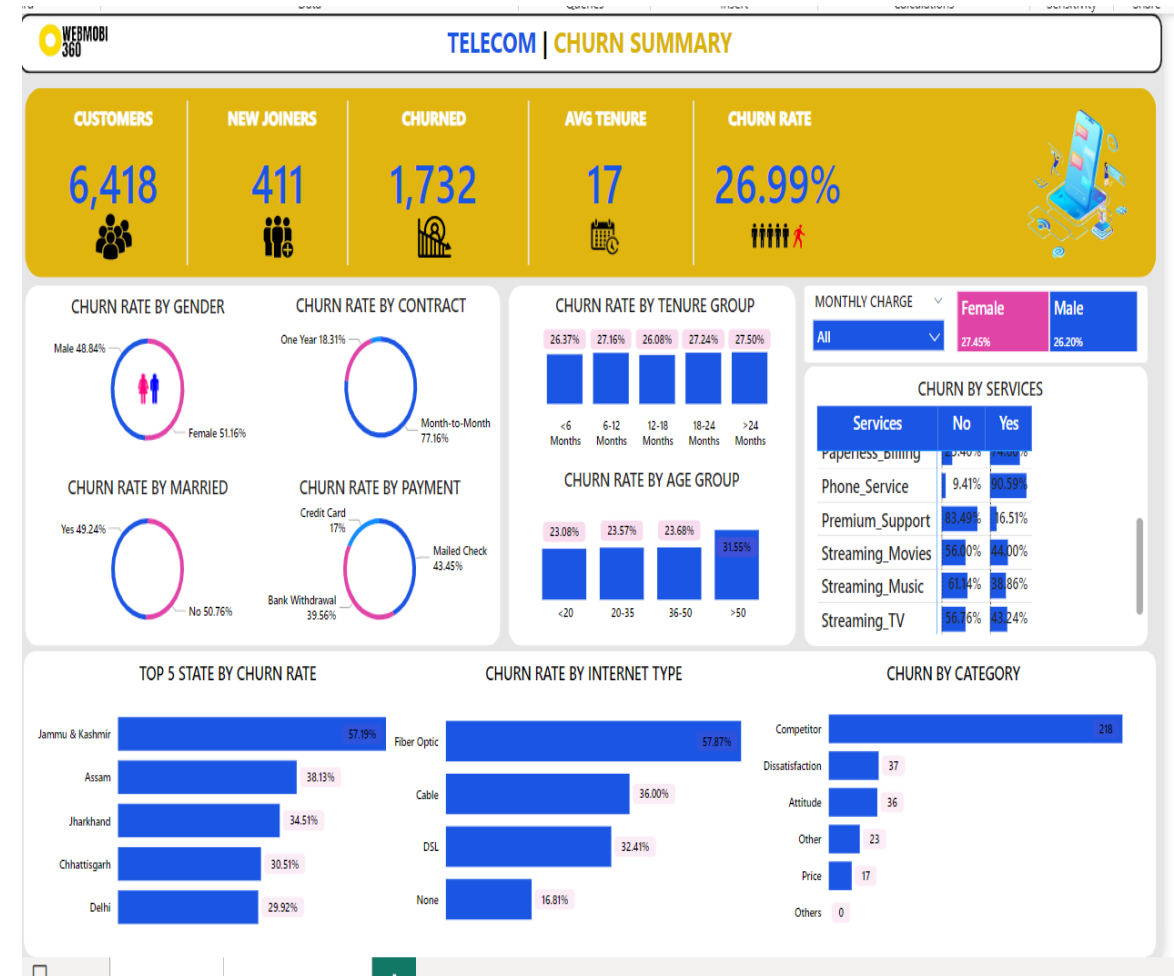 WEBMOBI
360
TELECOM | CHURN SUMMARY
CUSTOMERS
6,418
NEW JOINERS
411
CHURNED
1,732
AVG TENURE
17
CHURN RATE
26.99%
CHURN RATE BY GENDER
Male 48.84%
Female 51.16%
CHURN RATE BY CONTRACT
One Year 18.31%
Month-to-Month
77.16%
CHURN RATE BY MARRIED
Yes 49.24%
No 50.76%
CHURN RATE BY PAYMENT
Credit Card
17%
Mailed Check
43.45%
Bank Withdrawal
39.56%
CHURN RATE BY TENURE GROUP
26.37% 27.16% 26.08% 27.24% 27.50%
<6 6-12 12-18 18-24 >24
Months Months Months Months Months
CHURN RATE BY AGE GROUP
23.08% 23.57% 23.68% 31.55%
<20 20-35 36-50 >50
MONTHLY CHARGE
All
Female
27.45%
Male
26.20%
CHURN BY SERVICES
Services No Yes
Paperless_Billing
Phone_Service 9.41% 90.59%
Premium_Support 83.49% 16.51%
Streaming_Movies 56.00% 44.00%
Streaming_Music 61.14% 38.86%
Streaming_TV 56.76% 43.24%
TOP 5 STATE BY CHURN RATE
Jammu & Kashmir 57.19%
Assam 38.13%
Jharkhand 34.51%
Chhattisgarh 30.51%
Delhi 29.92%
CHURN RATE BY INTERNET TYPE
Fiber Optic 57.87%
Cable 36.00%
DSL 32.41%
None 16.81%
CHURN BY CATEGORY
Competitor 218
Dissatisfaction 37
Attitude 36
Other 23
Price 17
Others 0